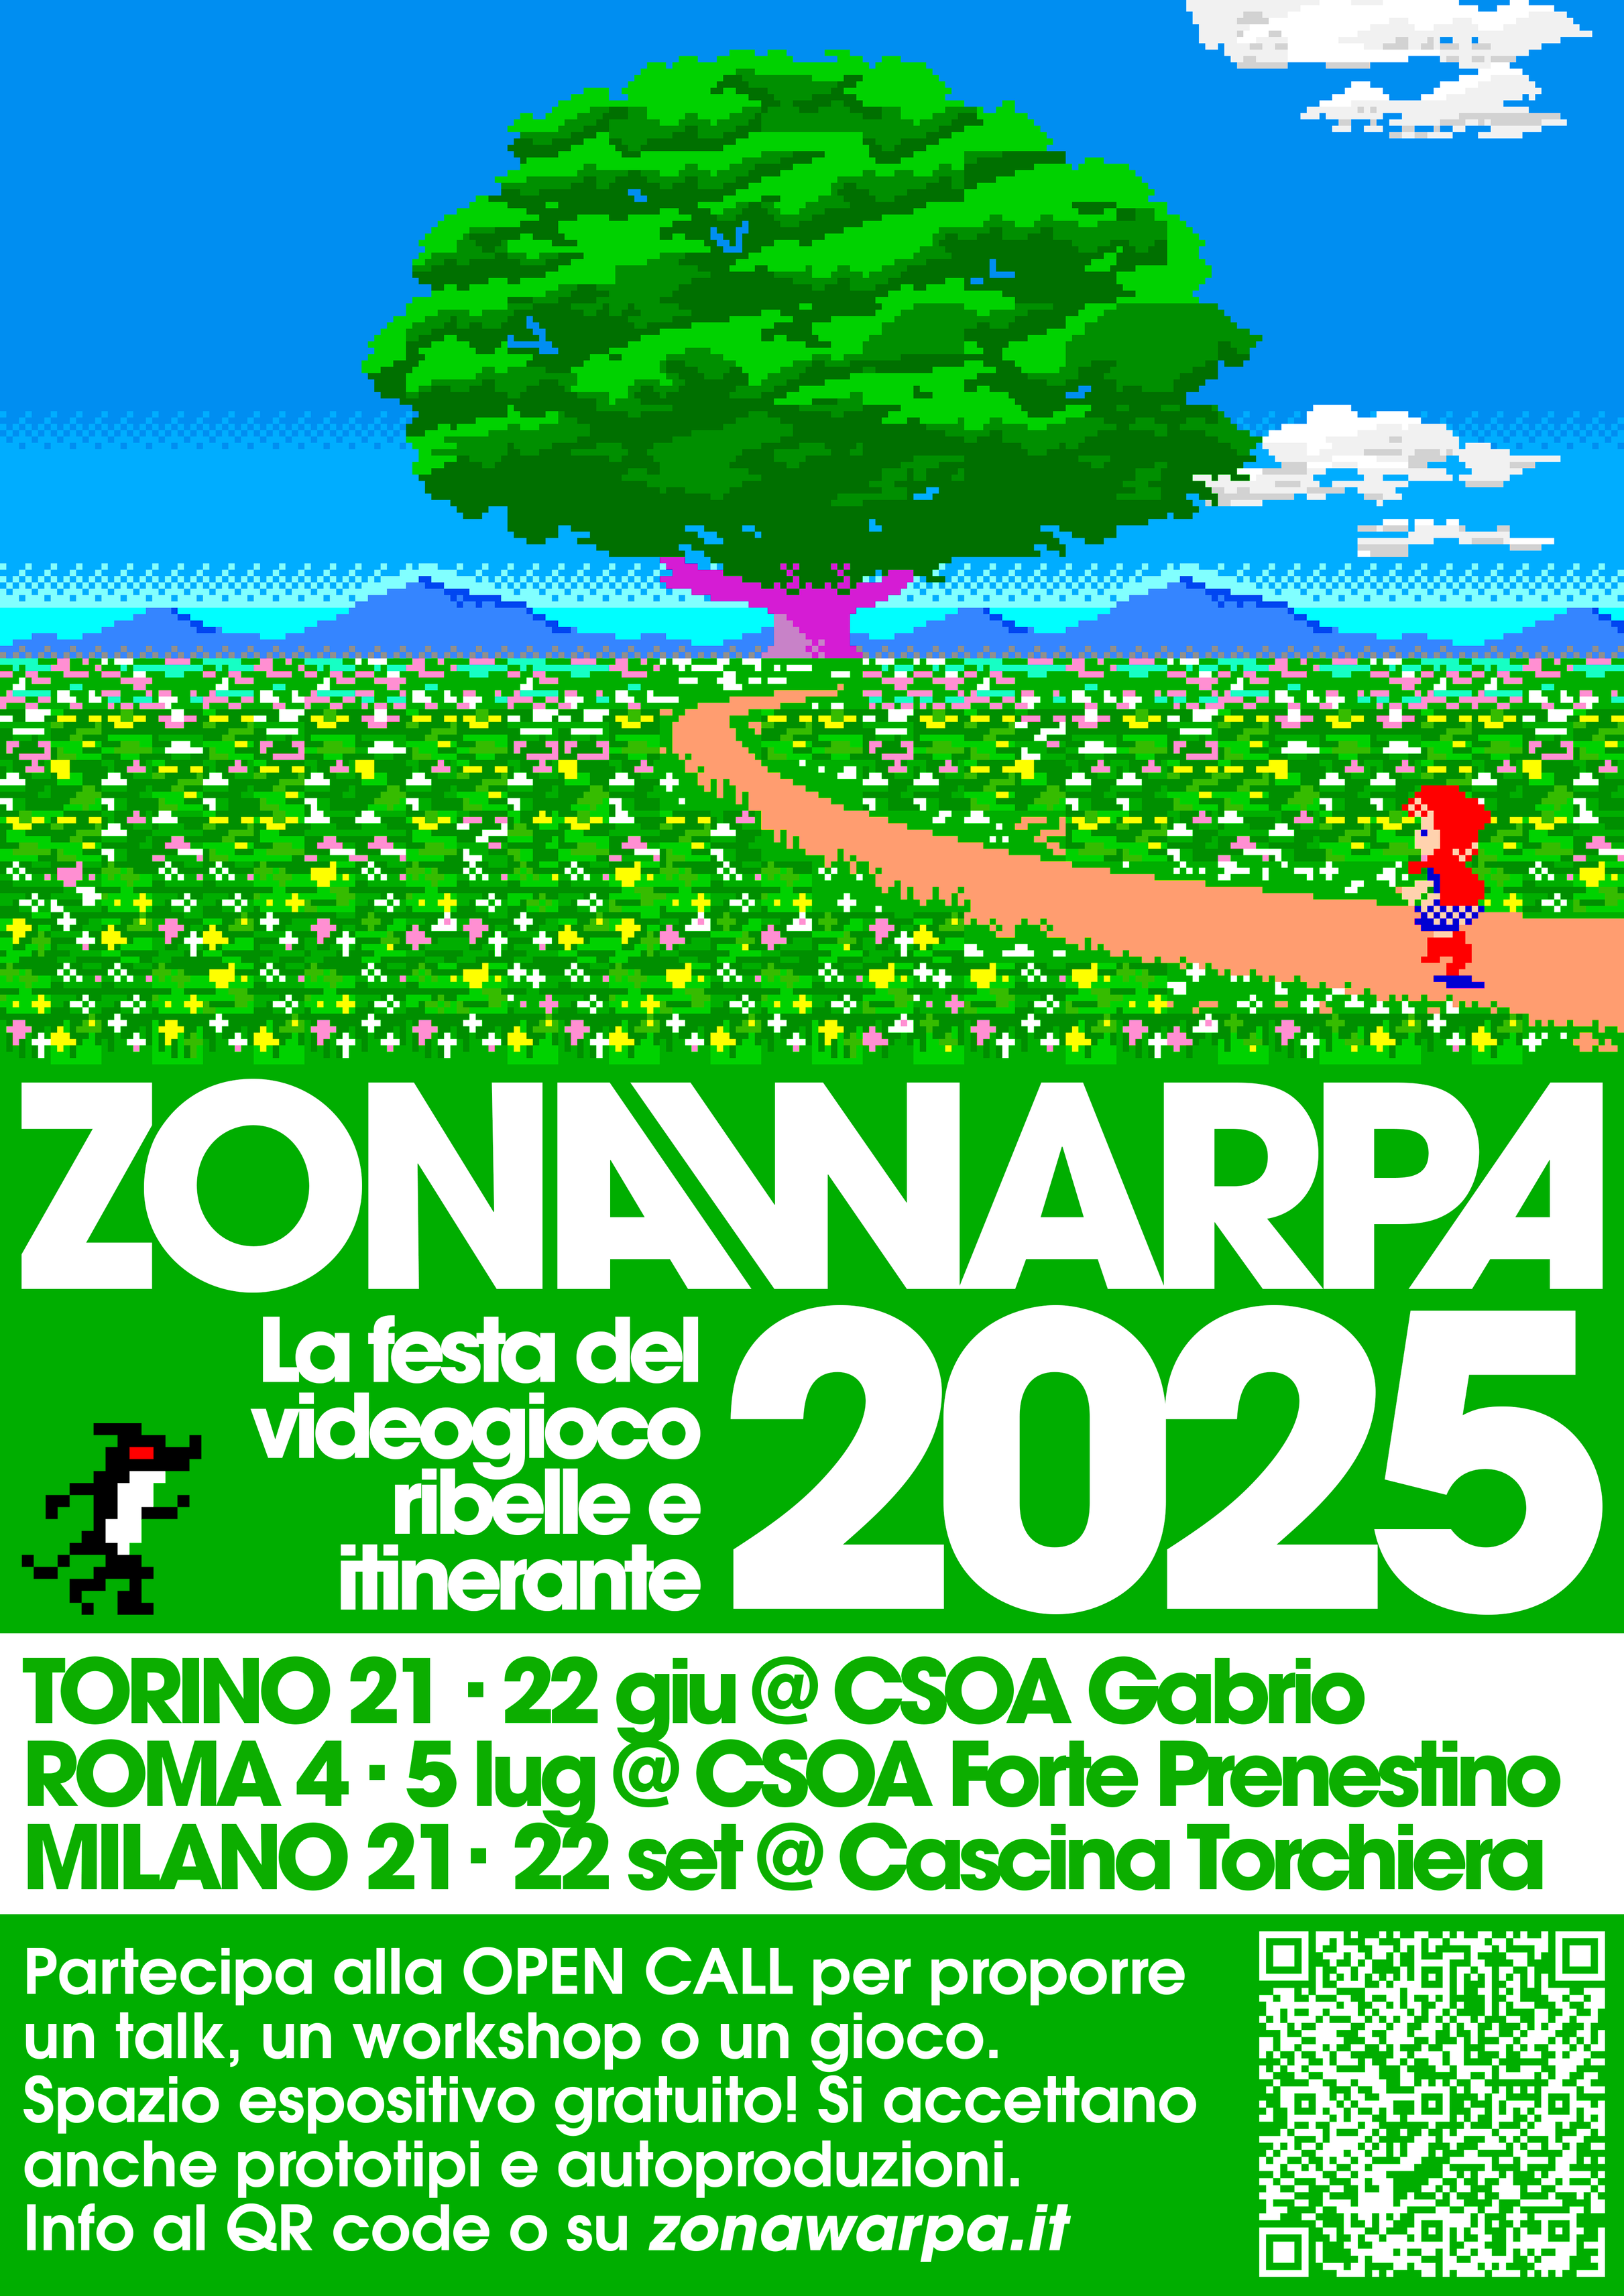 ZONAWARPA
La festa del
videogioco
ribelle e
itinerante
2025
TORINO 21 · 22 giu @ CSOA Gabrio
ROMA 4 · 5 lug @ CSOA Forte Prenestino
MILANO 21 · 22 set @ Cascina Torchiera
Partecipa alla OPEN CALL per proporre
un talk, un workshop o un gioco.
Spazio espositivo gratuito! Si accettano
anche prototipi e autoproduzioni.
Info al QR code o su zonawarpa.it